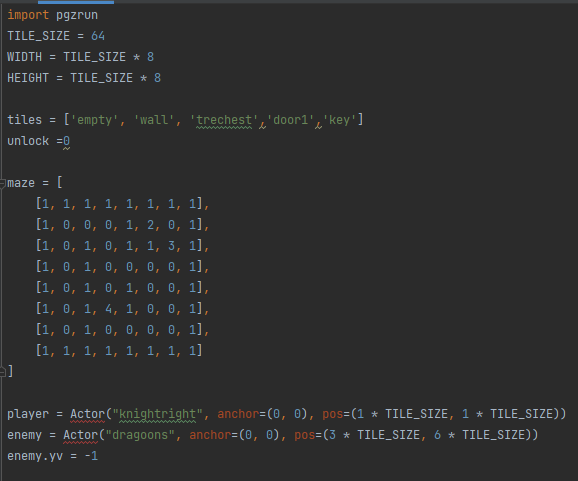 import pgzrun
TILE_SIZE = 64
WIDTH = TILE_SIZE * 8
HEIGHT = TILE_SIZE * 8

tiles = ['empty', 'wall', 'trechest','door1','key']
unlock =0

maze = [
    [1, 1, 1, 1, 1, 1, 1, 1],
    [1, 0, 0, 0, 1, 2, 0, 1],
    [1, 0, 1, 0, 1, 1, 3, 1],
    [1, 0, 1, 0, 0, 0, 0, 1],
    [1, 0, 1, 0, 1, 0, 0, 1],
    [1, 0, 1, 4, 1, 0, 0, 1],
    [1, 0, 1, 0, 0, 0, 0, 1],
    [1, 1, 1, 1, 1, 1, 1, 1]
]

player = Actor("knightright", anchor=(0, 0), pos=(1 * TILE_SIZE, 1 * TILE_SIZE))
enemy = Actor("dragoons", anchor=(0, 0), pos=(3 * TILE_SIZE, 6 * TILE_SIZE))
enemy.yv = -1